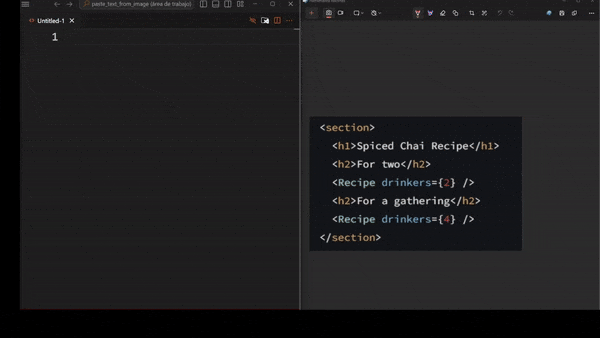 paste_text_from_image (área de trabajo)
Untitled-1
1
<section>
<h1>Spiced Chai Recipe</h1>
<h2>For two</h2>
<Recipe drinkers={2} />
<h2>For a gathering</h2>
<Recipe drinkers={4} />
</section>